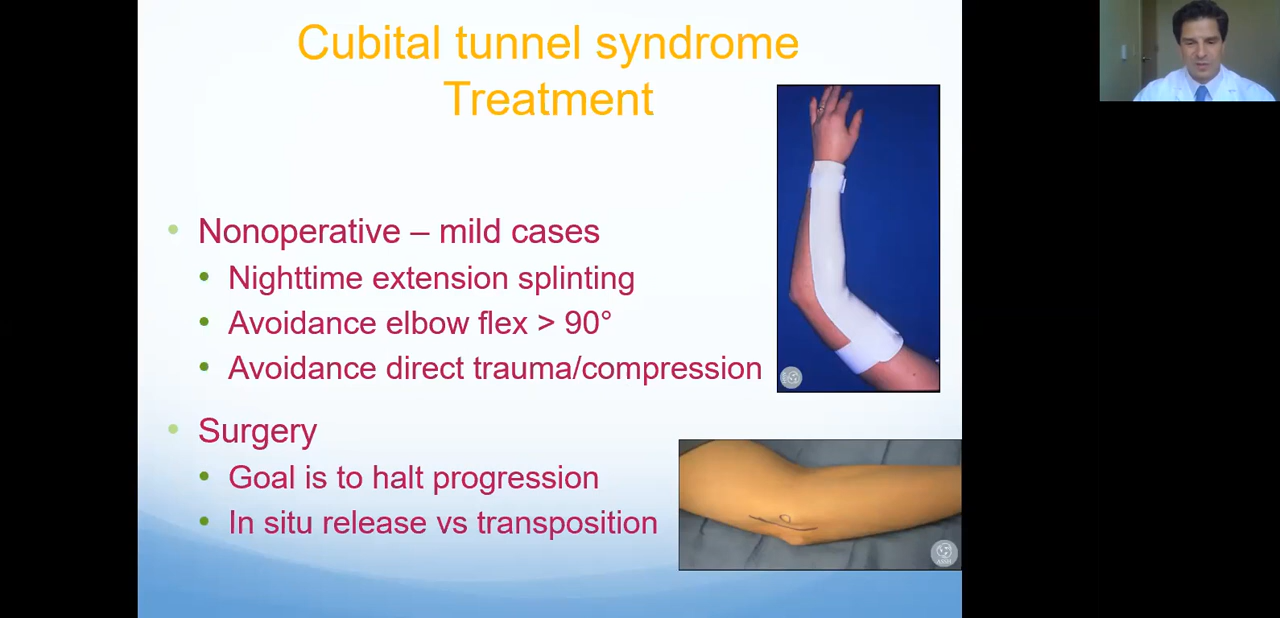 Cubital tunnel syndrome
Treatment
Nonoperative – mild cases
Nighttime extension splinting
Avoidance elbow flex > 90°
Avoidance direct trauma/compression
Surgery
Goal is to halt progression
In situ release vs transposition